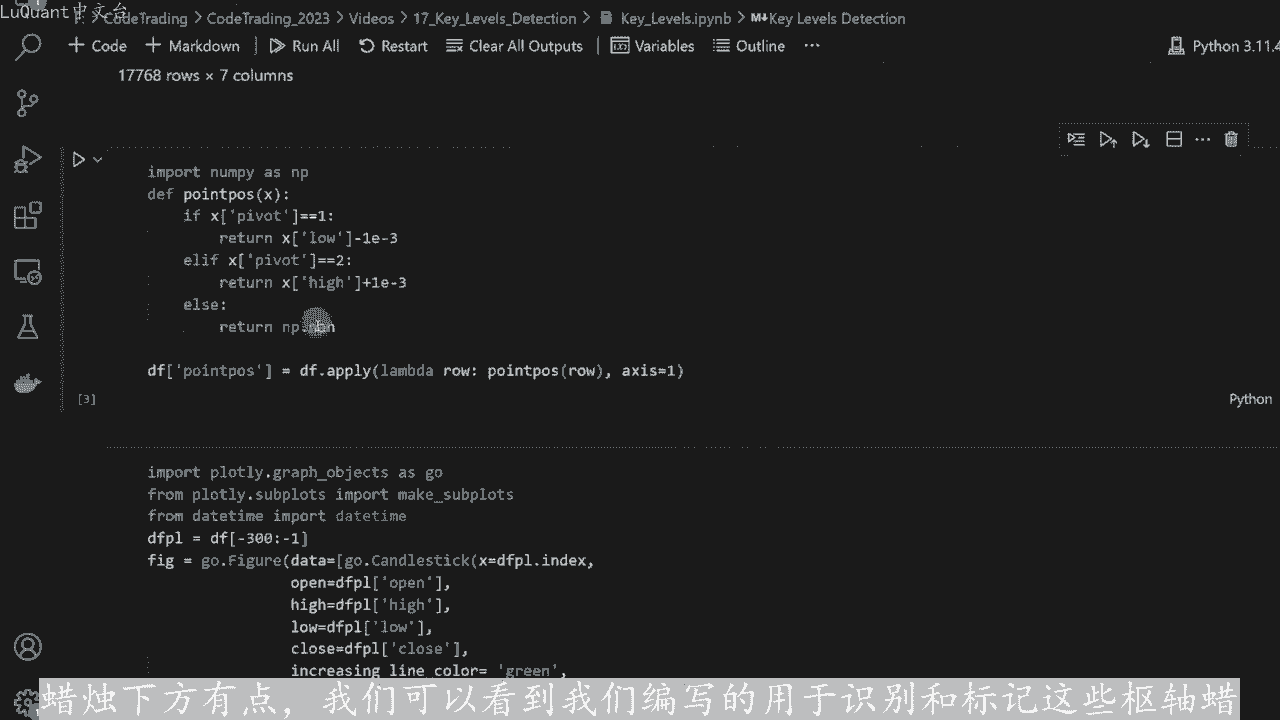 LuQuant中文台
CodeTrading > CodeTrading_2023 > Videos > 17_Key_Levels_Detection > Key_Levels.ipynb > M↓Key Levels Detection
+ Code + Markdown | Run All Restart Clear All Outputs | Variables Outline ··· Python 3.11.4
17768 rows × 7 columns
import numpy as np
def pointpos(x):
    if x['pivot']==1:
        return x['low']-1e-3
    elif x['pivot']==2:
        return x['high']+1e-3
    else:
        return np.nan
df['pointpos'] = df.apply(lambda row: pointpos(row), axis=1)
[3] Python
import plotly.graph_objects as go
from plotly.subplots import make_subplots
from datetime import datetime
dfpl = df[-300:-1]
fig = go.Figure(data=[go.Candlestick(x=dfpl.index,
                open=dfpl['open'],
                high=dfpl['high'],
                low=dfpl['low'],
                close=dfpl['close'],
                increasing_line_color= 'green',
蜡烛下方有点，我们可以看到我们编写的用于识别和标记这些枢轴蜡